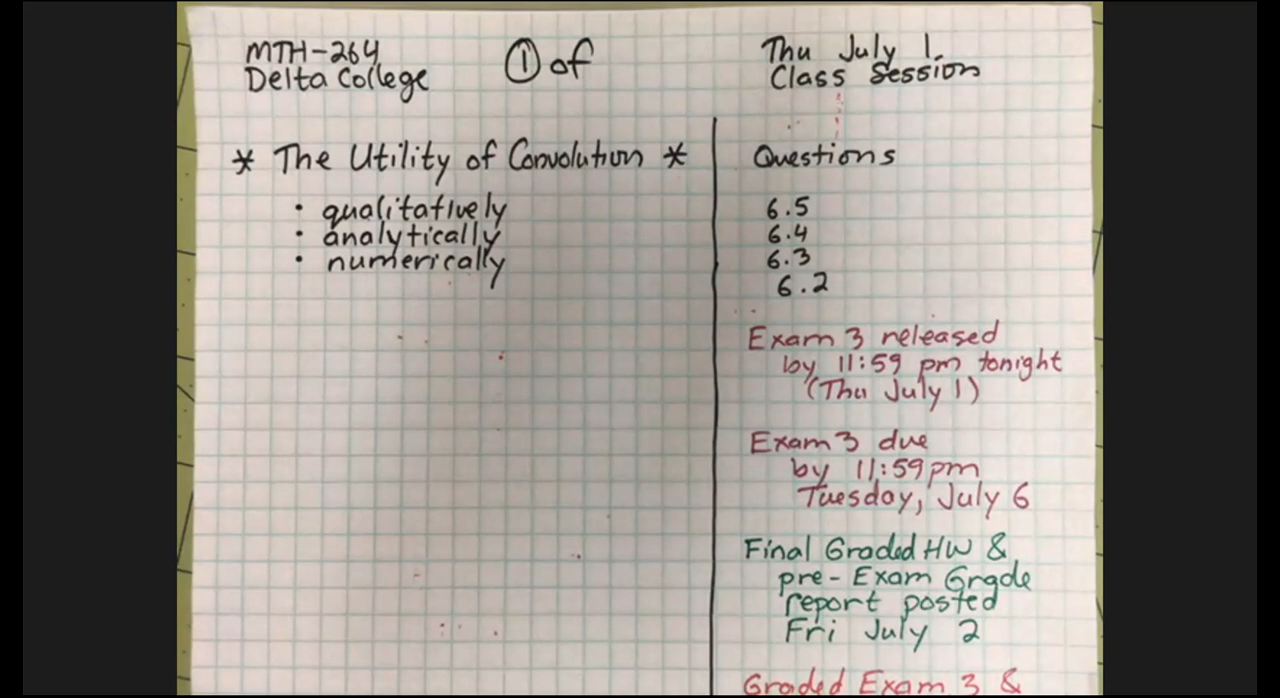 MTH-264
Delta College
① of
Thu July 1
Class Session
* The Utility of Convolution *
• qualitatively
• analytically
• numerically
Questions
6.5
6.4
6.3
6.2
Exam 3 released
by 11:59 pm tonight
(Thu July 1)
Exam 3 due
by 11:59pm
Tuesday, July 6
Final Graded HW &
pre-Exam Grade
report posted
Fri July 2
Graded Exam 3 &